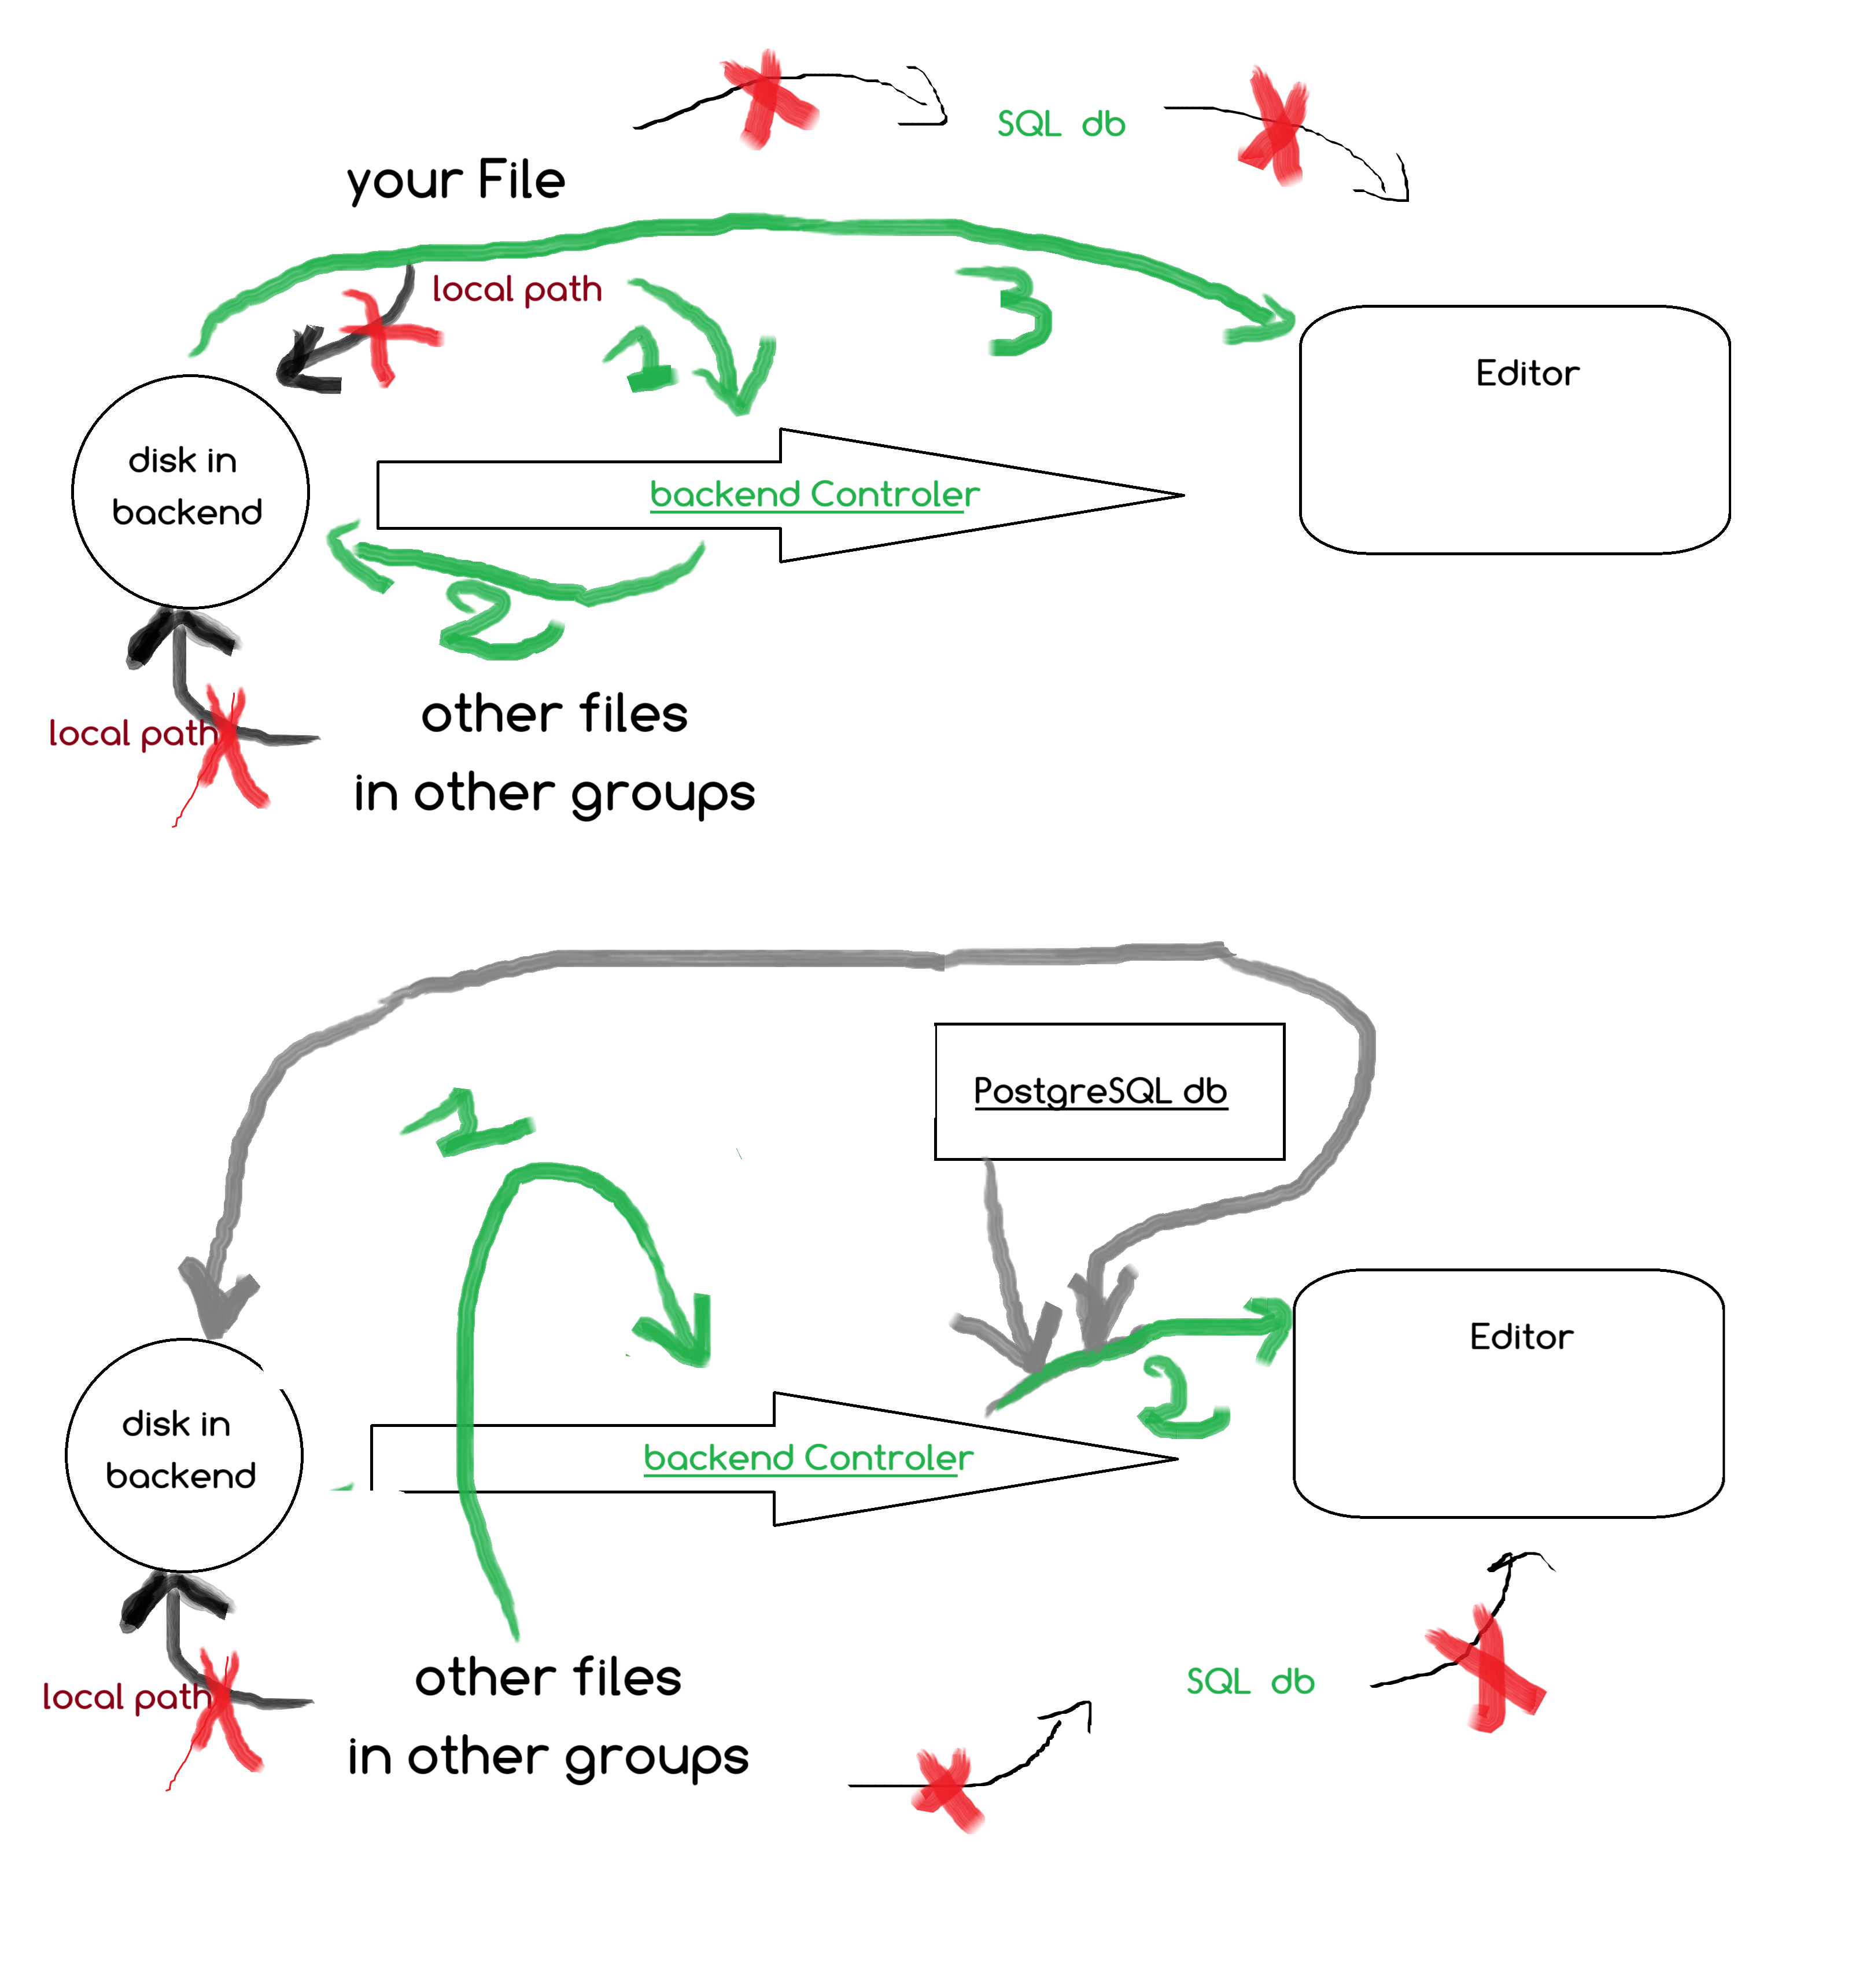 SQL db
your File
local path
1
3
Editor
disk in
backend
backend Controler
2
local path
other files
in other groups
PostgreSQL db
1
Editor
2
disk in
backend
backend Controler
other files
local path
SQL db
in other groups